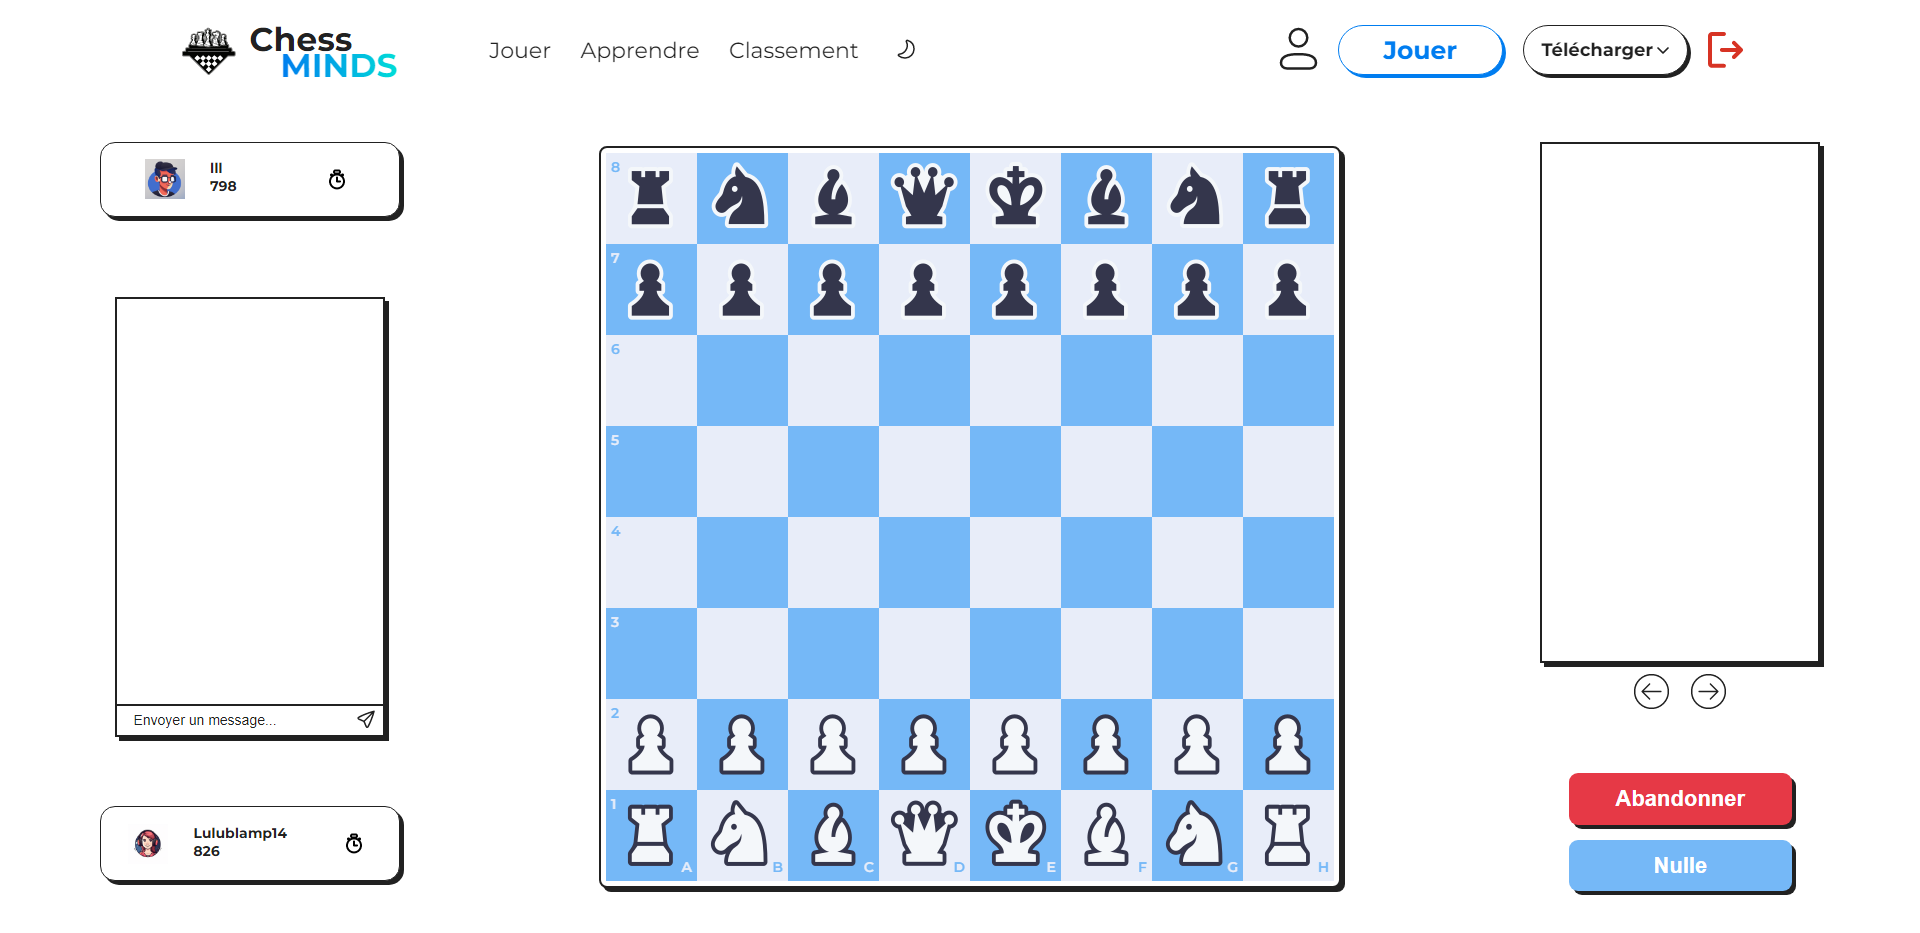 Chess
MINDS
Jouer
Apprendre
Classement
Jouer
Télécharger
lll
798
Envoyer un message...
Lulublamp14
826
8
7
6
5
4
3
2
1
A
B
C
D
E
F
G
H
Abandonner
Nulle